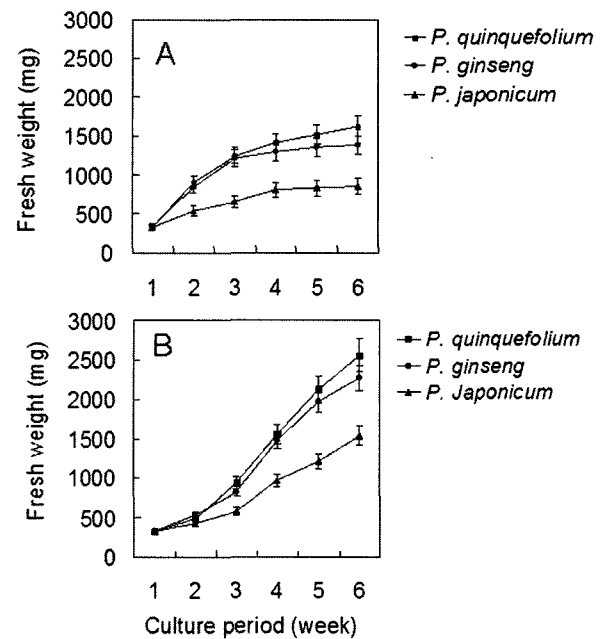 A
Fresh weight (mg)
3000
2500
2000
1500
1000
500
0
1 2 3 4 5 6
P. quinquefolium
P. ginseng
P. japonicum
B
Fresh weight (mg)
3000
2500
2000
1500
1000
500
0
1 2 3 4 5 6
Culture period (week)
P. quinquefolium
P. ginseng
P. Japonicum